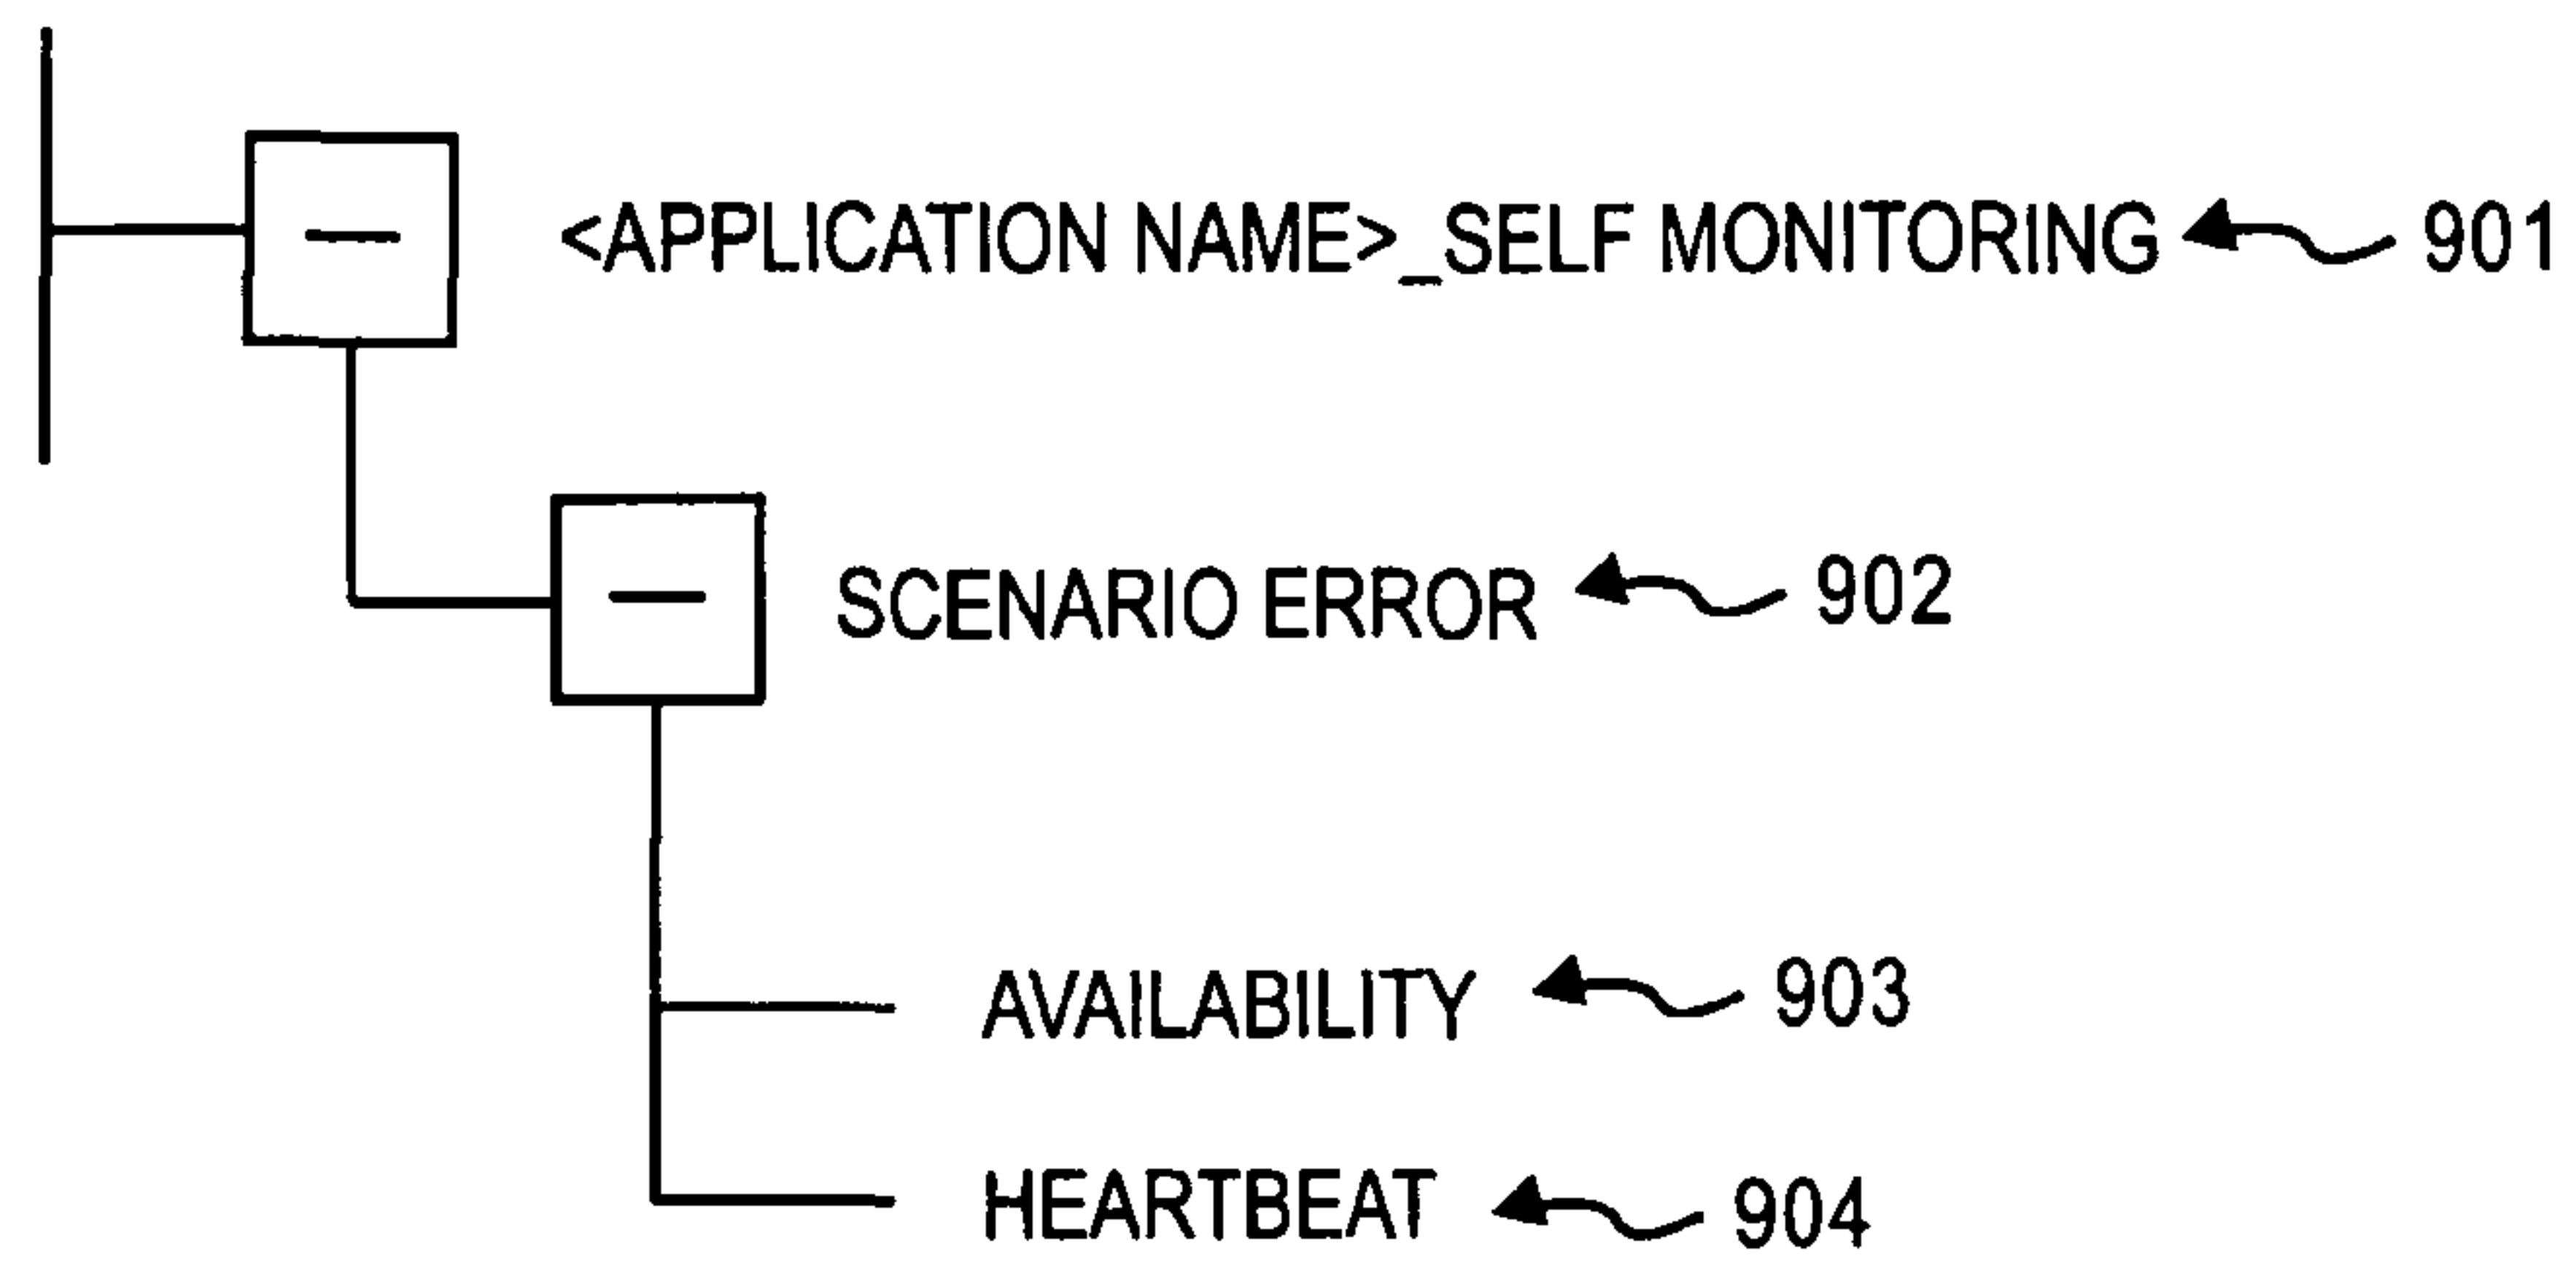 <APPLICATION NAME>_SELF MONITORING 901
SCENARIO ERROR 902
AVAILABILITY 903
HEARTBEAT 904